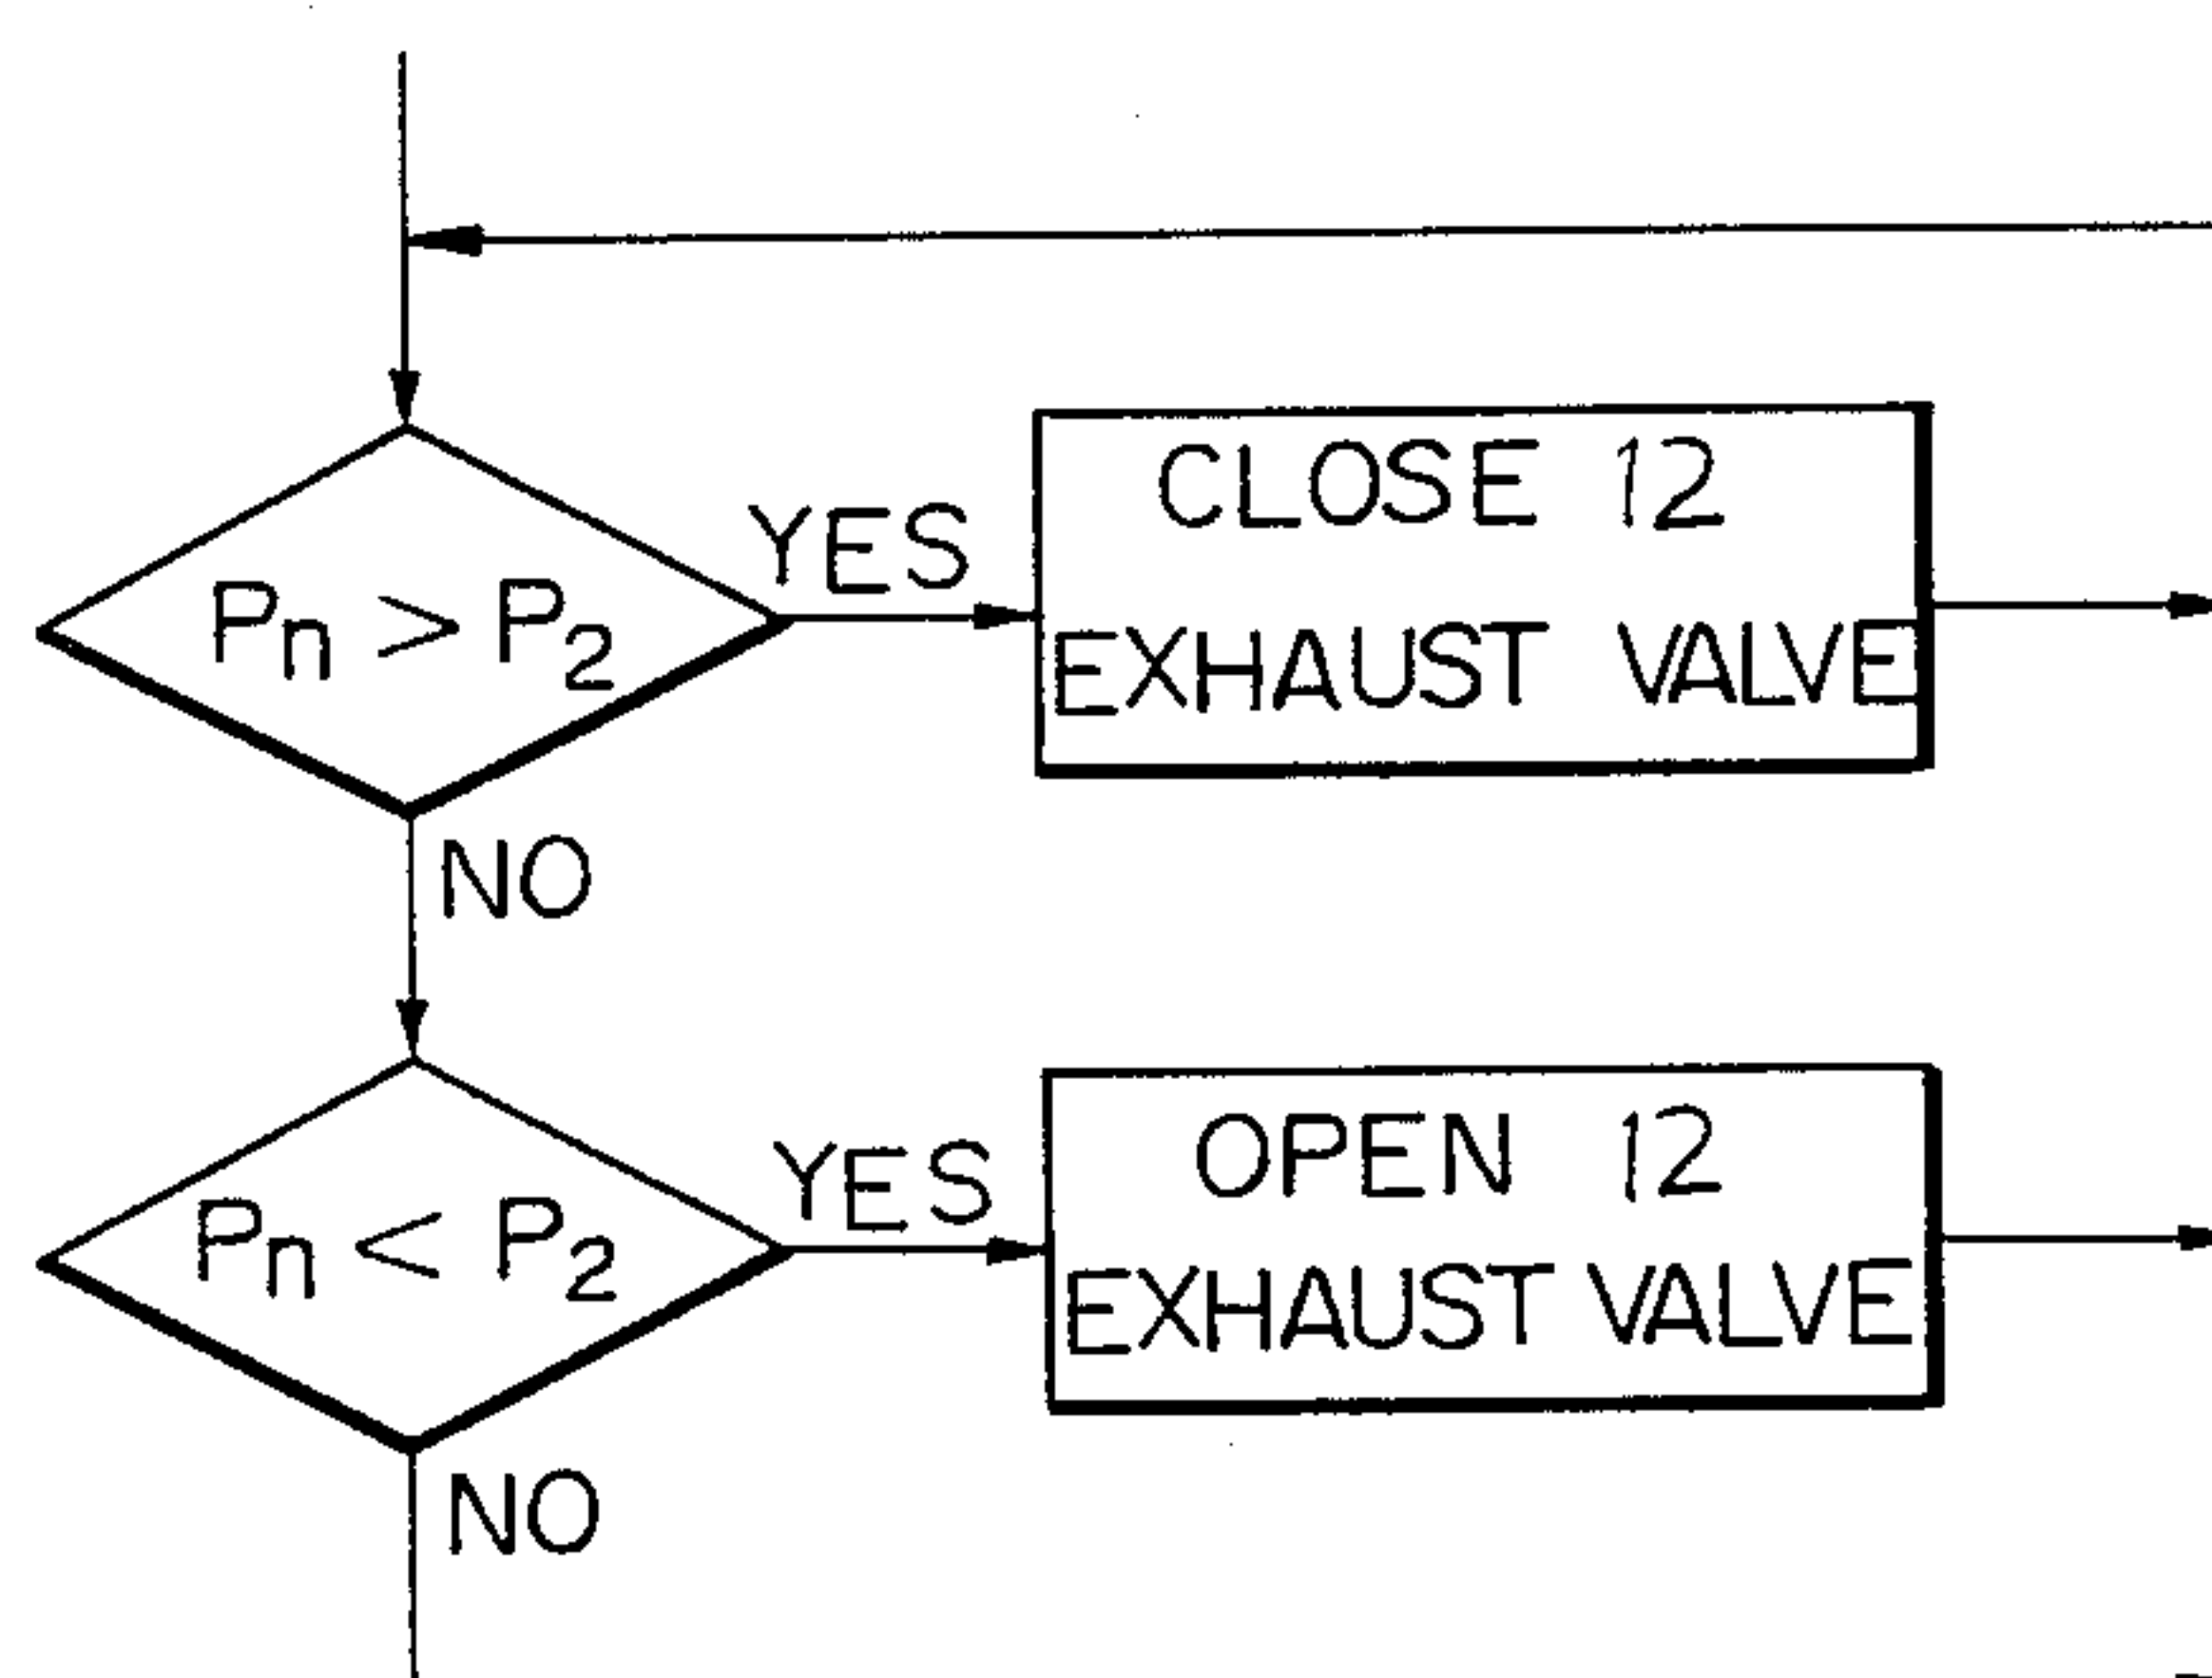 YES
CLOSE 12
Pₙ > P₂
EXHAUST VALVE
NO
YES
OPEN 12
Pₙ < P₂
EXHAUST VALVE
NO